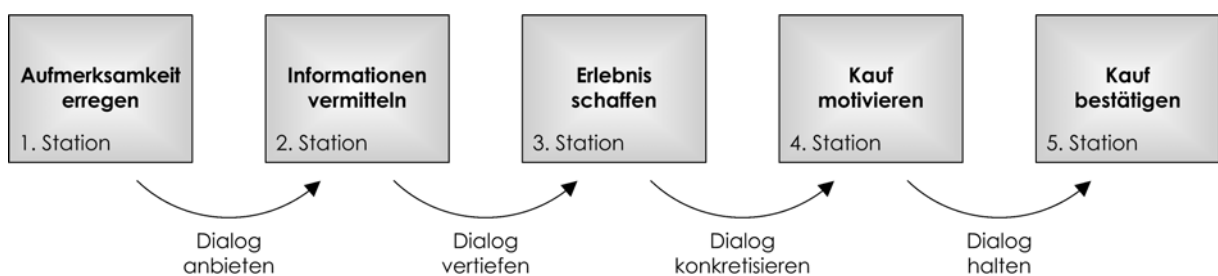 Aufmerksamkeit
erregen
1. Station
Informationen
vermitteln
2. Station
Erlebnis
schaffen
3. Station
Kauf
motivieren
4. Station
Kauf
bestätigen
5. Station
Dialog
anbieten
Dialog
vertiefen
Dialog
konkretisieren
Dialog
halten